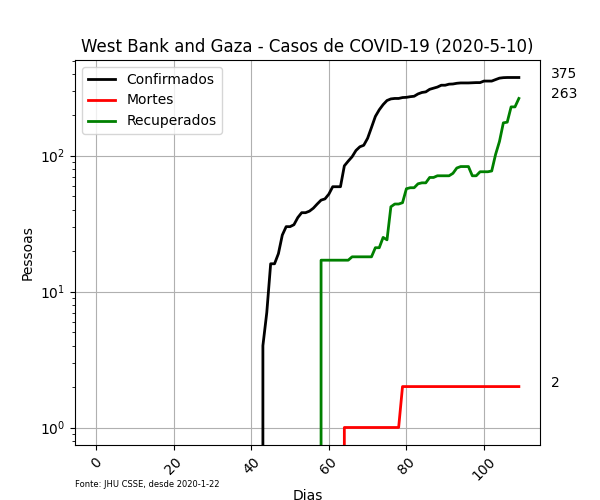 West Bank and Gaza - Casos de COVID-19 (2020-5-10)
Confirmados
Mortes
Recuperados
375
263
2
Pessoas
10²
10¹
10⁰
0
20
40
60
80
100
Fonte: JHU CSSE, desde 2020-1-22
Dias